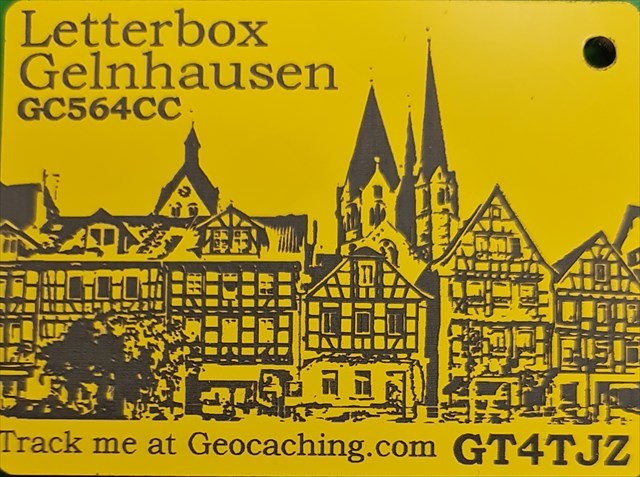 Letterbox
Gelnhausen
GC564CC
Track me at Geocaching.com GT4TJZ